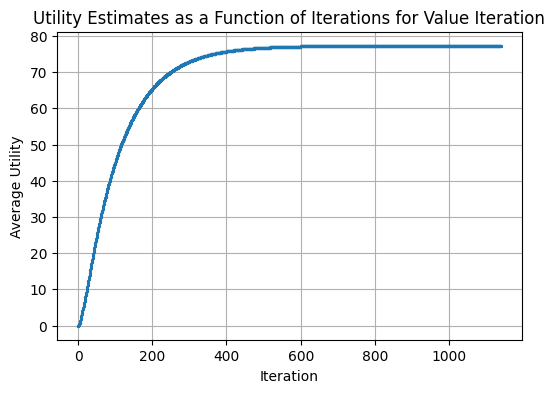 Utility Estimates as a Function of Iterations for Value Iteration
80
70
60
50
40
30
20
10
0
Average Utility
0 200 400 600 800 1000
Iteration